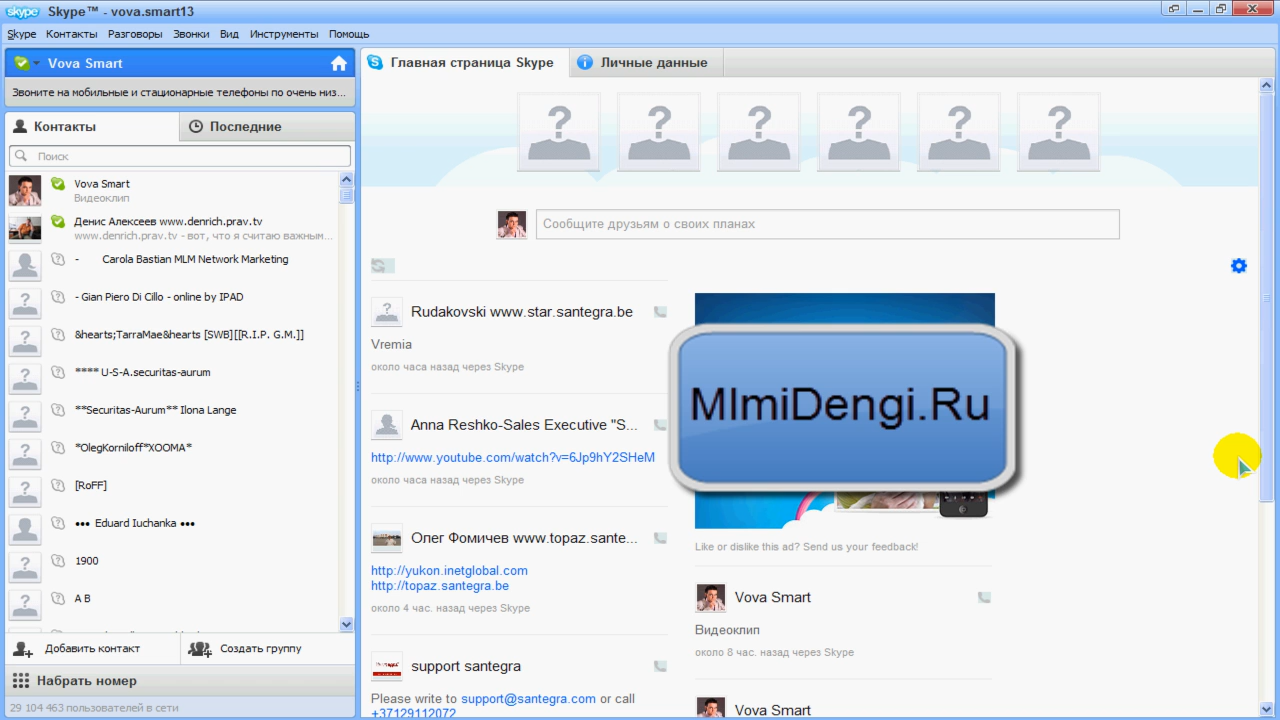 skype Skype™ - vova.smart13
Skype Контакты Разговоры Звонки Вид Инструменты Помощь
Vova Smart
Звоните на мобильные и стационарные телефоны по очень низ...
Контакты Последние
Поиск
Vova Smart
Видеоклип
Денис Алексеев www.denrich.prav.tv
www.denrich.prav.tv - вот, что я считаю важным...
- Carola Bastian MLM Network Marketing
- Gian Piero Di Cillo - online by IPAD
&hearts;TarraMae&hearts [SWB][[R.I.P. G.M.]]
**** U-S-A.securitas-aurum
**Securitas-Aurum** Ilona Lange
*OlegKorniloff*XOOMA*
[RoFF]
••• Eduard Iuchanka •••
1900
A B
Добавить контакт Создать группу
Набрать номер
29 104 463 пользователей в сети
Главная страница Skype Личные данные
Сообщите друзьям о своих планах
Rudakovski www.star.santegra.be
Vremia
около часа назад через Skype
Anna Reshko-Sales Executive "S...
http://www.youtube.com/watch?v=6Jp9hY2SHeM
около часа назад через Skype
Олег Фомичев www.topaz.sante...
http://yukon.inetglobal.com
http://topaz.santegra.be
около 4 час. назад через Skype
support santegra
Please write to support@santegra.com or call
+37129112072
MlmiDengi.Ru
Like or dislike this ad? Send us your feedback!
Vova Smart
Видеоклип
около 8 час. назад через Skype
Vova Smart